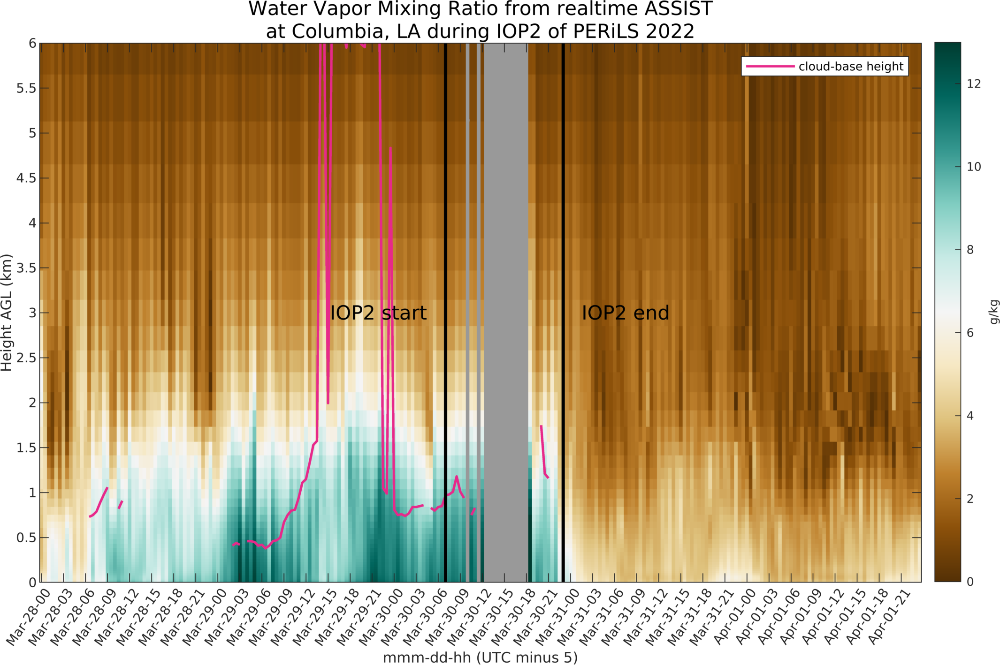 Water Vapor Mixing Ratio from realtime ASSIST
at Columbia, LA during IOP2 of PERiLS 2022
cloud-base height
IOP2 start
IOP2 end
Height AGL (km)
6
5.5
5
4.5
4
3.5
3
2.5
2
1.5
1
0.5
0
Mar-28-00
Mar-28-03
Mar-28-06
Mar-28-09
Mar-28-12
Mar-28-15
Mar-28-18
Mar-28-21
Mar-29-00
Mar-29-03
Mar-29-06
Mar-29-09
Mar-29-12
Mar-29-15
Mar-29-18
Mar-29-21
Mar-30-00
Mar-30-03
Mar-30-06
Mar-30-09
Mar-30-12
Mar-30-15
Mar-30-18
Mar-30-21
Mar-31-00
Mar-31-03
Mar-31-06
Mar-31-09
Mar-31-12
Mar-31-15
Mar-31-18
Mar-31-21
Apr-01-00
Apr-01-03
Apr-01-06
Apr-01-09
Apr-01-12
Apr-01-15
Apr-01-18
Apr-01-21
mmm-dd-hh (UTC minus 5)
12
10
8
6
4
2
0
g/kg